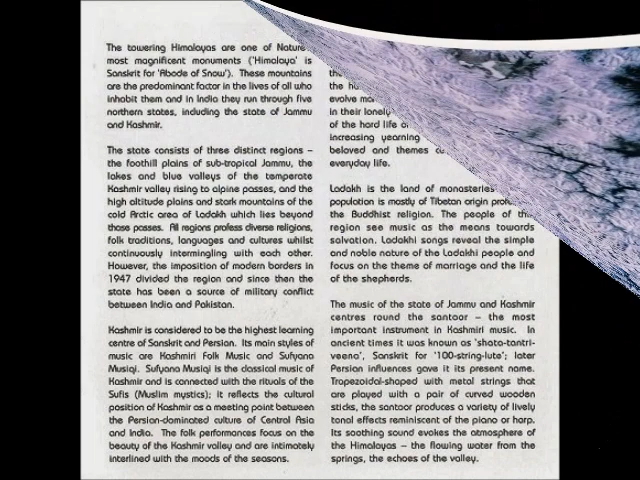 The towering Himalayas are one of Nature
most magnificent monuments ('Himalaya' is
Sanskrit for 'Abode of Snow'). These mountains
are the predominant factor in the lives of all who
inhabit them and in India they run through five
northern states, including the state of Jammu
and Kashmir.
The state consists of three distinct regions –
the foothill plains of sub-tropical Jammu, the
lakes and blue valleys of the temperate
Kashmir valley rising to alpine passes, and the
high altitude plains and stark mountains of the
cold Arctic area of Ladakh which lies beyond
those passes. All regions profess diverse religions,
folk traditions, languages and cultures whilst
continuously intermingling with each other.
However, the imposition of modern borders in
1947 divided the region and since then the
state has been a source of military conflict
between India and Pakistan.
Kashmir is considered to be the highest learning
centre of Sanskrit and Persian. Its main styles of
music are Kashmiri Folk Music and Sufyana
Musiqi. Sufyana Musiqi is the classical music of
Kashmir and is connected with the rituals of the
Sufis (Muslim mystics); it reflects the cultural
position of Kashmir as a meeting point between
the Persian-dominated culture of Central Asia
and India. The folk performances focus on the
beauty of the Kashmir valley and are intimately
interlined with the moods of the seasons.
the
evolve
in their lonely
of the hard life
increasing yearning
beloved and themes
everyday life.
Ladakh is the land of monasteries
population is mostly of Tibetan origin
the Buddhist religion. The people of
region see music as the means towards
salvation. Ladakhi songs reveal the simple
and noble nature of the Ladakhi people and
focus on the theme of marriage and the life
of the shepherds.
The music of the state of Jammu and Kashmir
centres round the santoor – the most
important instrument in Kashmiri music. In
ancient times it was known as 'shata-tantri-
veena', Sanskrit for '100-string-lute'; later
Persian influences gave it its present name.
Trapezoidal-shaped with metal strings that
are played with a pair of curved wooden
sticks, the santoor produces a variety of lively
tonal effects reminiscent of the piano or harp.
Its soothing sound evokes the atmosphere of
the Himalayas – the flowing water from the
springs, the echoes of the valley.